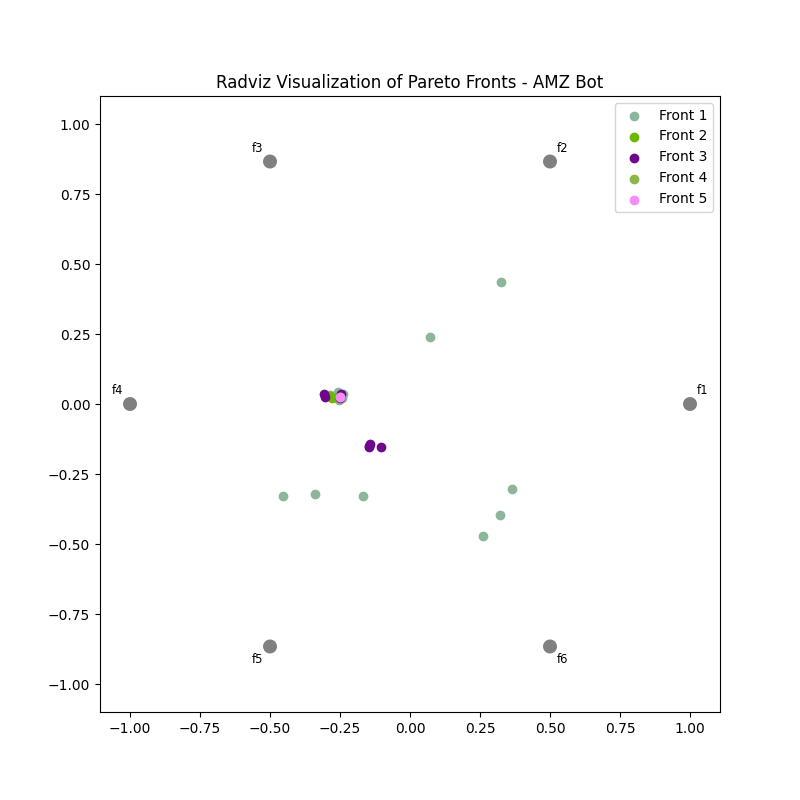 Radviz Visualization of Pareto Fronts - AMZ Bot
1.00
0.75
0.50
0.25
0.00
−0.25
−0.50
−0.75
−1.00
f3
f2
f4
f1
f5
f6
Front 1
Front 2
Front 3
Front 4
Front 5
−1.00 −0.75 −0.50 −0.25 0.00 0.25 0.50 0.75 1.00